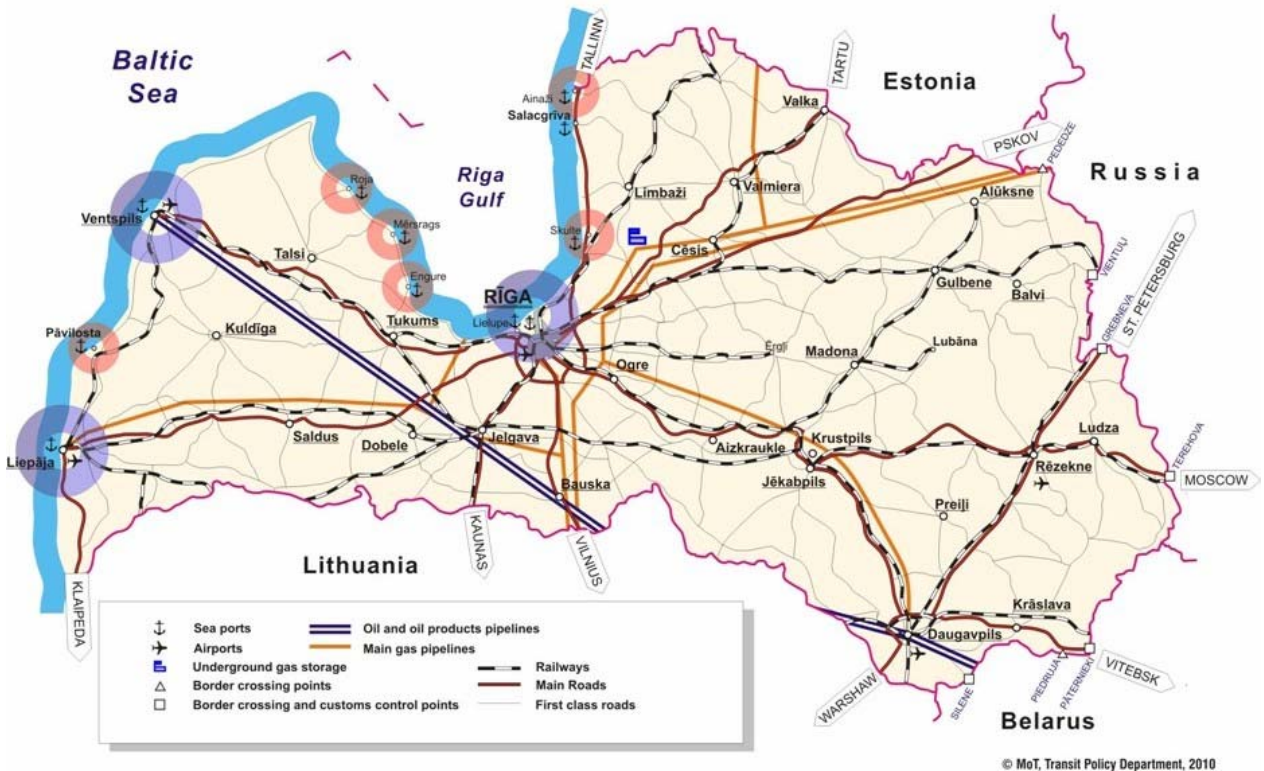 Baltic
Sea
Riga
Gulf
Estonia
Russia
Lithuania
Belarus
TALLINN
TARTU
PSKOV
PEDEDZE
VIENTUĻI
GREBNEVA
ST. PETERSBURG
TEREHOVA
MOSCOW
PIEDRUJA
PĀTERNIEKI
VITEBSK
SILENE
WARSHAW
VILNIUS
KAUNAS
KLAIPEDA
Ainaži
Salacgrīva
Valka
Roja
Limbaži
Valmiera
Alūksne
Ventspils
Mērsrags
Skulte
Cēsis
Talsi
Engure
Gulbene
Balvi
RĪGA
Lielupe
Pāvilosta
Kuldīga
Tukums
Ērgļi
Madona
Lubāna
Ogre
Liepāja
Saldus
Dobele
Jelgava
Aizkraukle
Krustpils
Jēkabpils
Rēzekne
Ludza
Bauska
Preiļi
Krāslava
Daugavpils
Sea ports
Airports
Underground gas storage
Border crossing points
Border crossing and customs control points
Oil and oil products pipelines
Main gas pipelines
Railways
Main Roads
First class roads
© MoT, Transit Policy Department, 2010